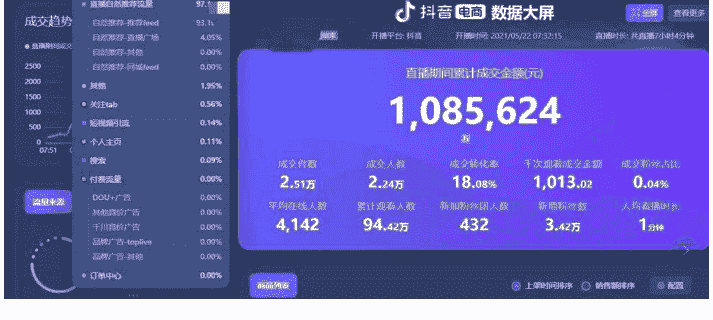 成交趋势
直播自然推荐流量 97.1
自然推荐-推荐feed 93.1%
自然推荐-直播广场 4.05%
自然推荐-其他 0.00%
自然推荐-同城feed 0.00%
其他 1.95%
关注tab 0.56%
短视频引流 0.14%
个人主页 0.11%
搜索 0.09%
付费流量 0.00%
DOU+广告 0.00%
其他竞价广告 0.00%
千川竞价广告 0.00%
品牌广告-toplive 0.00%
品牌广告-其他 0.00%
订单中心 0.00%
2500
2000
1500
1000
500
0
07:51
流量来源
抖音电商 数据大屏
全屏 查看更多
结束 开播平台: 抖音 开播时间: 2021/05/22 07:32:15 直播时长: 共直播7小时4分钟
直播期间累计成交金额(元)
1,085,624
成交件数 成交人数 成交转化率 千次观看成交金额 成交粉丝占比
2.51万 2.24万 18.08% 1,013.02 0.04%
平均在线人数 累计观看人数 新加粉丝团人数 新增粉丝数 人均看播时长
4,142 94.42万 432 3.42万 1分钟
商品列表 上架时间排序 销售额排序 配置